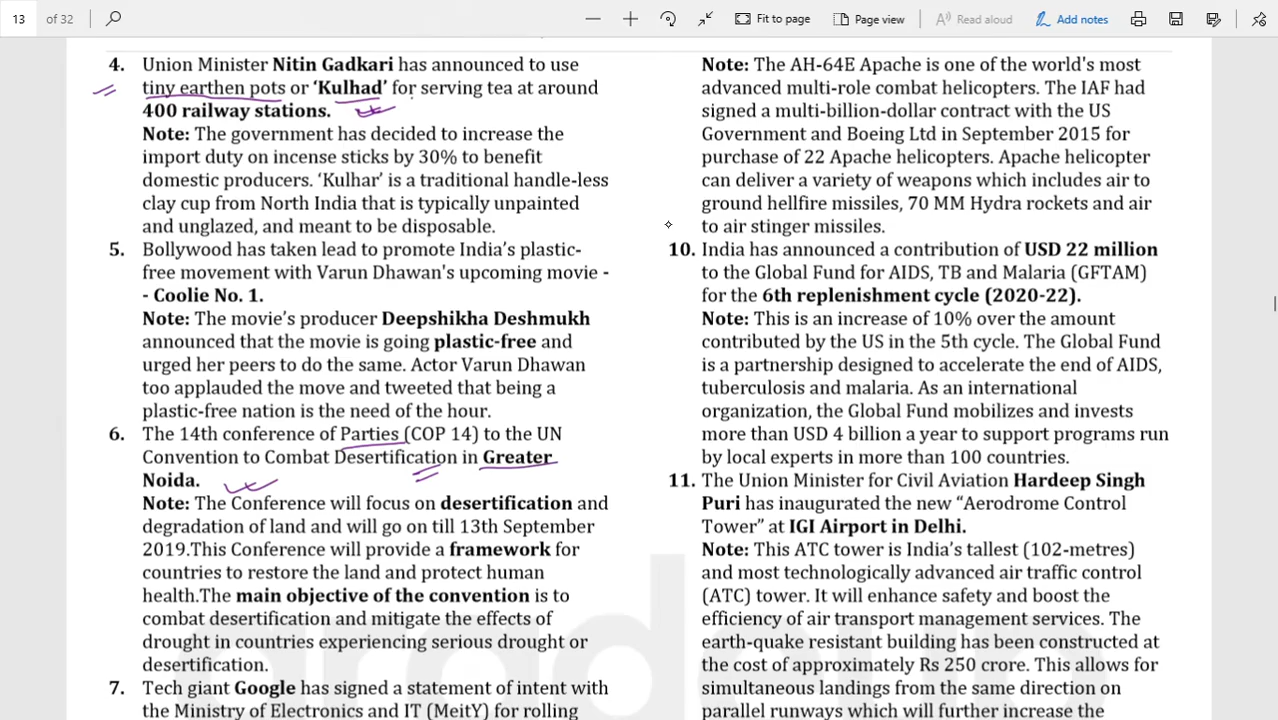 13 of 32
Fit to page
Page view
Read aloud
Add notes
4. Union Minister Nitin Gadkari has announced to use
tiny earthen pots or ‘Kulhad’ for serving tea at around
400 railway stations.
Note: The government has decided to increase the
import duty on incense sticks by 30% to benefit
domestic producers. ‘Kulhar’ is a traditional handle-less
clay cup from North India that is typically unpainted
and unglazed, and meant to be disposable.
5. Bollywood has taken lead to promote India’s plastic-
free movement with Varun Dhawan's upcoming movie -
- Coolie No. 1.
Note: The movie’s producer Deepshikha Deshmukh
announced that the movie is going plastic-free and
urged her peers to do the same. Actor Varun Dhawan
too applauded the move and tweeted that being a
plastic-free nation is the need of the hour.
6. The 14th conference of Parties (COP 14) to the UN
Convention to Combat Desertification in Greater
Noida.
Note: The Conference will focus on desertification and
degradation of land and will go on till 13th September
2019.This Conference will provide a framework for
countries to restore the land and protect human
health.The main objective of the convention is to
combat desertification and mitigate the effects of
drought in countries experiencing serious drought or
desertification.
7. Tech giant Google has signed a statement of intent with
the Ministry of Electronics and IT (MeitY) for rolling
Note: The AH-64E Apache is one of the world's most
advanced multi-role combat helicopters. The IAF had
signed a multi-billion-dollar contract with the US
Government and Boeing Ltd in September 2015 for
purchase of 22 Apache helicopters. Apache helicopter
can deliver a variety of weapons which includes air to
ground hellfire missiles, 70 MM Hydra rockets and air
to air stinger missiles.
10. India has announced a contribution of USD 22 million
to the Global Fund for AIDS, TB and Malaria (GFTAM)
for the 6th replenishment cycle (2020-22).
Note: This is an increase of 10% over the amount
contributed by the US in the 5th cycle. The Global Fund
is a partnership designed to accelerate the end of AIDS,
tuberculosis and malaria. As an international
organization, the Global Fund mobilizes and invests
more than USD 4 billion a year to support programs run
by local experts in more than 100 countries.
11. The Union Minister for Civil Aviation Hardeep Singh
Puri has inaugurated the new “Aerodrome Control
Tower” at IGI Airport in Delhi.
Note: This ATC tower is India’s tallest (102-metres)
and most technologically advanced air traffic control
(ATC) tower. It will enhance safety and boost the
efficiency of air transport management services. The
earth-quake resistant building has been constructed at
the cost of approximately Rs 250 crore. This allows for
simultaneous landings from the same direction on
parallel runways which will further increase the